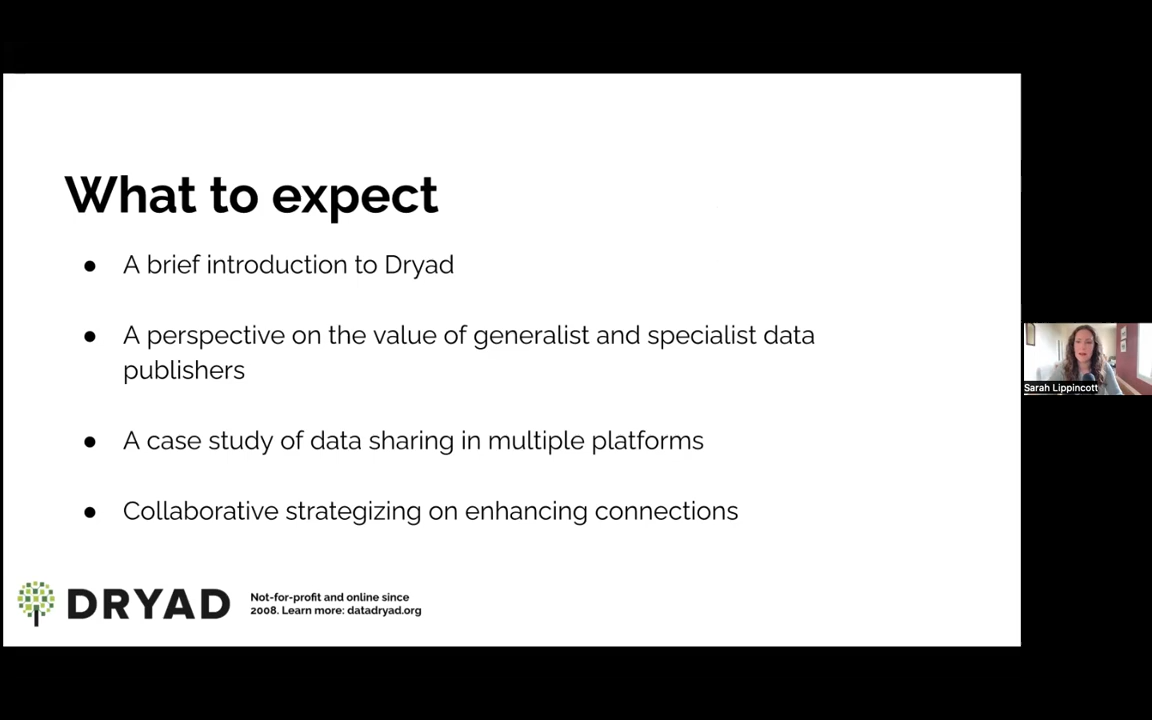 What to expect
● A brief introduction to Dryad
● A perspective on the value of generalist and specialist data
publishers
● A case study of data sharing in multiple platforms
● Collaborative strategizing on enhancing connections
DRYAD
Not-for-profit and online since
2008. Learn more: datadryad.org
Sarah Lippincott